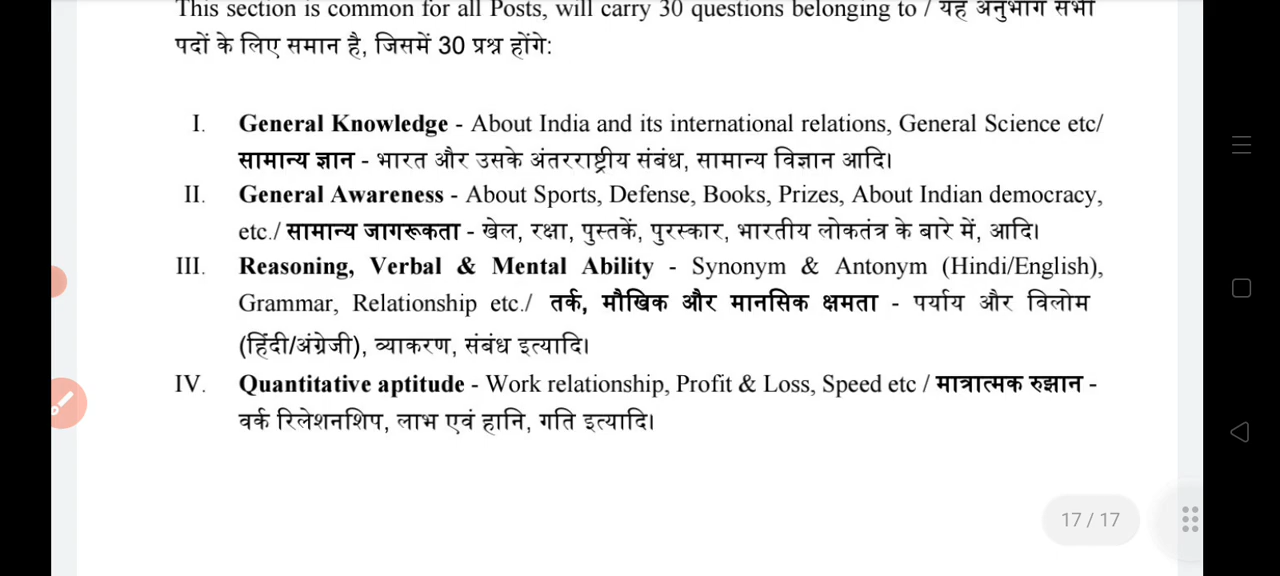 This section is common for all Posts, will carry 30 questions belonging to / यह अनुभाग सभी
पदों के लिए समान है, जिसमें 30 प्रश्न होंगे:
I. General Knowledge - About India and its international relations, General Science etc/
सामान्य ज्ञान - भारत और उसके अंतरराष्ट्रीय संबंध, सामान्य विज्ञान आदि।
II. General Awareness - About Sports, Defense, Books, Prizes, About Indian democracy,
etc./ सामान्य जागरूकता - खेल, रक्षा, पुस्तकें, पुरस्कार, भारतीय लोकतंत्र के बारे में, आदि।
III. Reasoning, Verbal & Mental Ability - Synonym & Antonym (Hindi/English),
Grammar, Relationship etc./ तर्क, मौखिक और मानसिक क्षमता - पर्याय और विलोम
(हिंदी/अंग्रेजी), व्याकरण, संबंध इत्यादि।
IV. Quantitative aptitude - Work relationship, Profit & Loss, Speed etc / मात्रात्मक रुझान -
वर्क रिलेशनशिप, लाभ एवं हानि, गति इत्यादि।
17 / 17